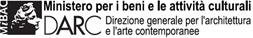 MiBAC
Ministero per i beni e le attività culturali
DARC
Direzione generale per l'architettura
e l'arte contemporanee